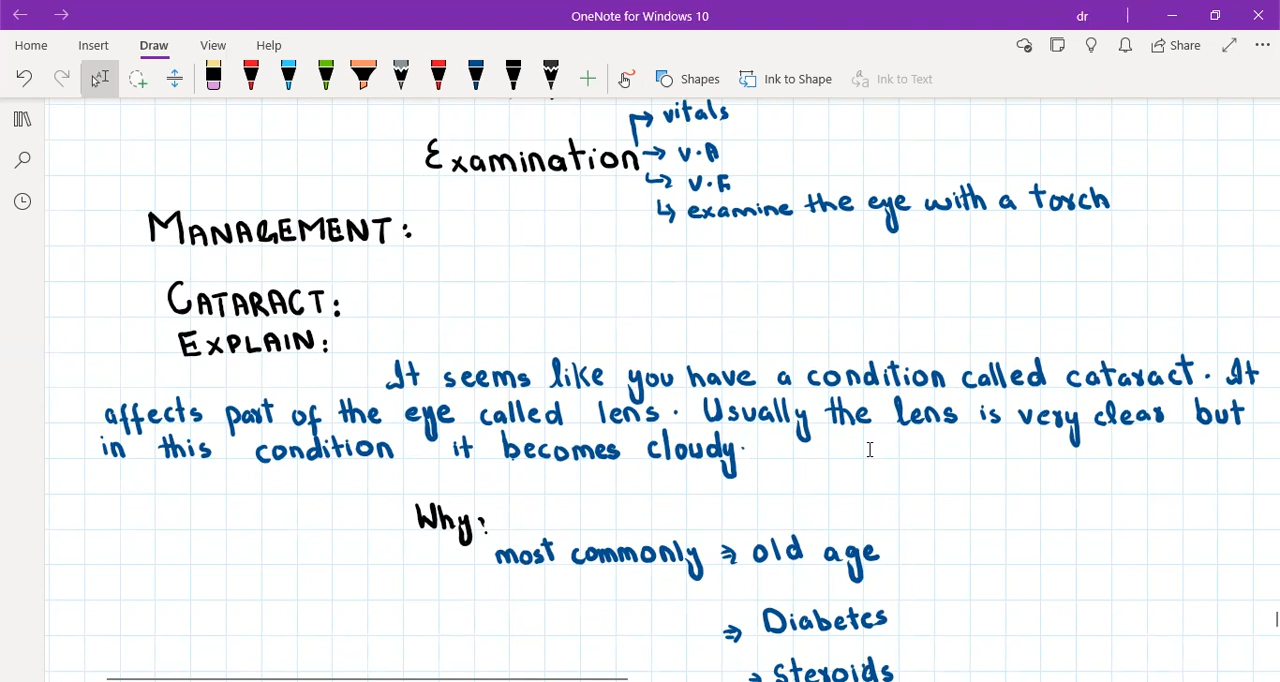 OneNote for Windows 10
dr
Home Insert Draw View Help
Share
Shapes Ink to Shape Ink to Text
vitals
Examination → V.A
V.F
examine the eye with a torch
MANAGEMENT:
CATARACT:
EXPLAIN:
It seems like you have a condition called cataract. It
affects part of the eye called lens. Usually the lens is very clear but
in this condition it becomes cloudy.
Why:
most commonly ⇒ old age
⇒ Diabetes
→ steroids